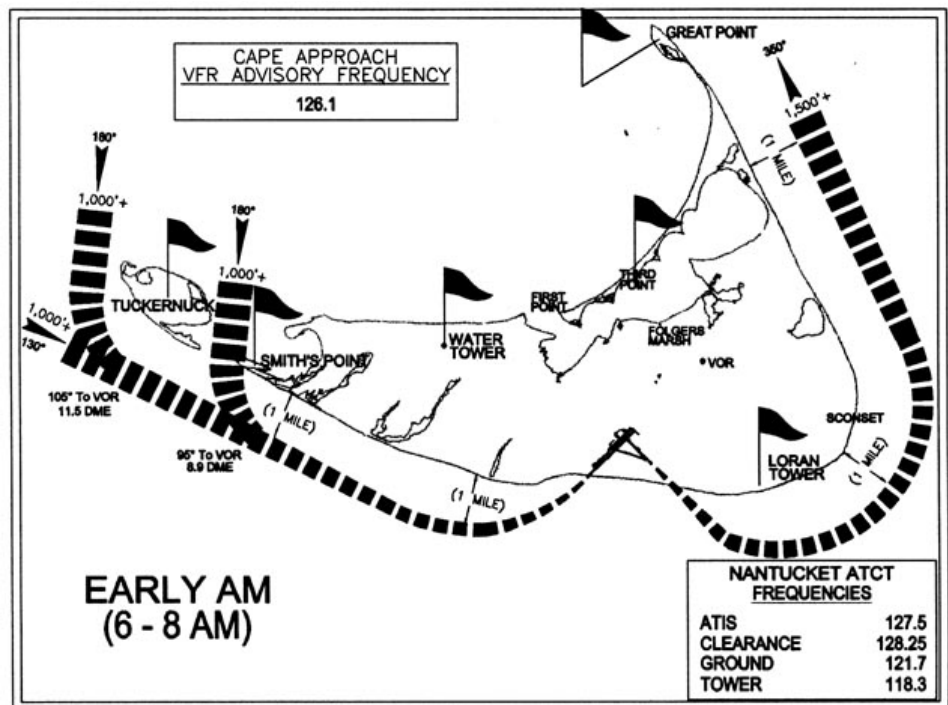 CAPE APPROACH
VFR ADVISORY FREQUENCY
126.1
GREAT POINT
360°
1,500'+
(1 MILE)
180°
1,000'+
180°
1,000'+
TUCKERNUCK
1,000'+
130°
THIRD
POINT
FIRST
POINT
FOLGERS
MARSH
WATER
TOWER
SMITH'S POINT
VOR
105° To VOR
11.5 DME
(1 MILE)
95° To VOR
8.9 DME
SCONSET
LORAN
TOWER
(1 MILE)
(1 MILE)
EARLY AM
(6 - 8 AM)
NANTUCKET ATCT
FREQUENCIES
ATIS 127.5
CLEARANCE 128.25
GROUND 121.7
TOWER 118.3